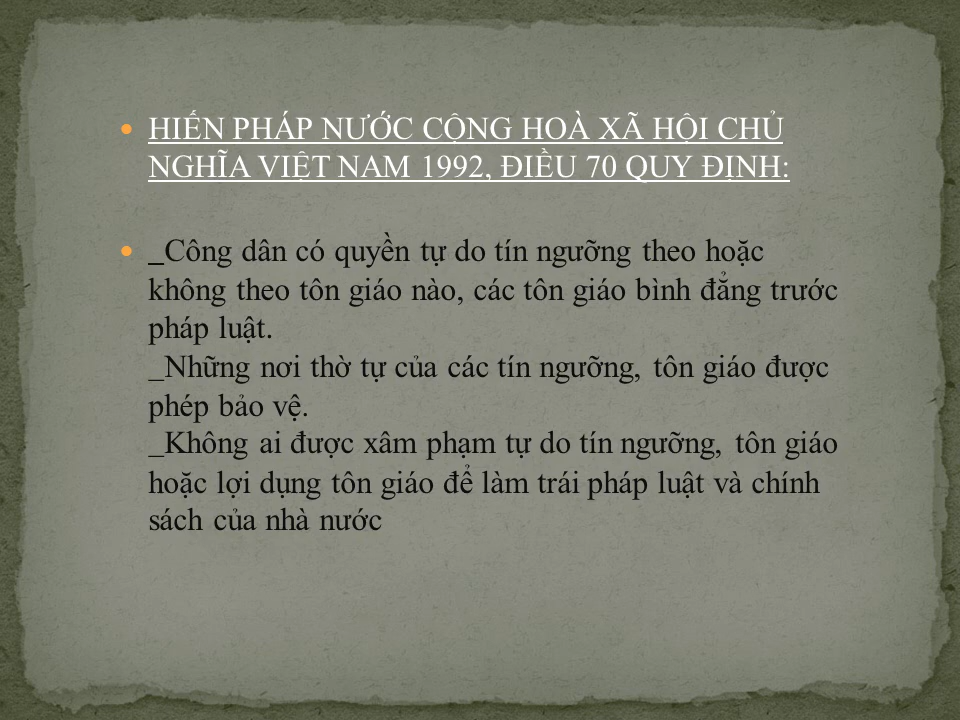 • HIẾN PHÁP NƯỚC CỘNG HOÀ XÃ HỘI CHỦ
NGHĨA VIỆT NAM 1992, ĐIỀU 70 QUY ĐỊNH:
• _Công dân có quyền tự do tín ngưỡng theo hoặc
không theo tôn giáo nào, các tôn giáo bình đẳng trước
pháp luật.
_Những nơi thờ tự của các tín ngưỡng, tôn giáo được
phép bảo vệ.
_Không ai được xâm phạm tự do tín ngưỡng, tôn giáo
hoặc lợi dụng tôn giáo để làm trái pháp luật và chính
sách của nhà nước